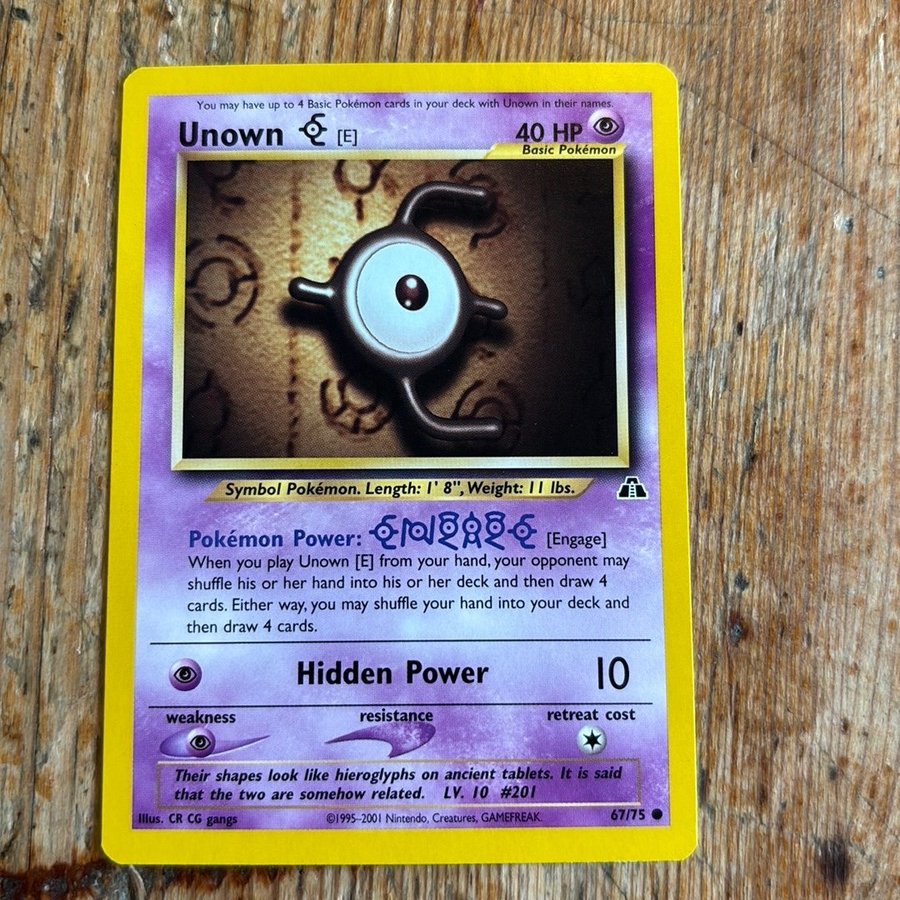 You may have up to 4 Basic Pokémon cards in your deck with Unown in their names.
Unown E [E] 40 HP
Basic Pokémon
Symbol Pokémon. Length: 1' 8", Weight: 11 lbs.
Pokémon Power: ENGAGE [Engage]
When you play Unown [E] from your hand, your opponent may
shuffle his or her hand into his or her deck and then draw 4
cards. Either way, you may shuffle your hand into your deck and
then draw 4 cards.
Hidden Power 10
weakness resistance retreat cost
Their shapes look like hieroglyphs on ancient tablets. It is said
that the two are somehow related. LV. 10 #201
Illus. CR CG gangs ©1995–2001 Nintendo, Creatures, GAMEFREAK. 67/75